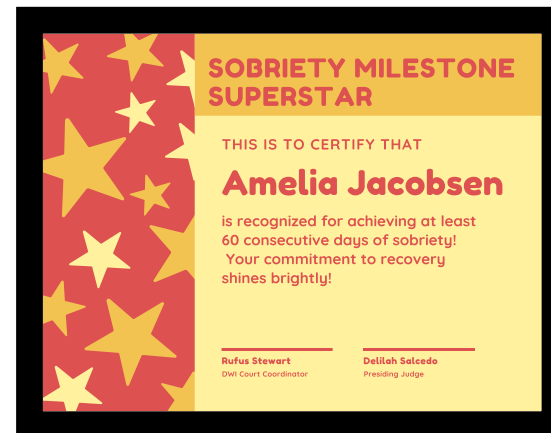 SOBRIETY MILESTONE
SUPERSTAR
THIS IS TO CERTIFY THAT
Amelia Jacobsen
is recognized for achieving at least
60 consecutive days of sobriety!
Your commitment to recovery
shines brightly!
Rufus Stewart
DWI Court Coordinator
Delilah Salcedo
Presiding Judge